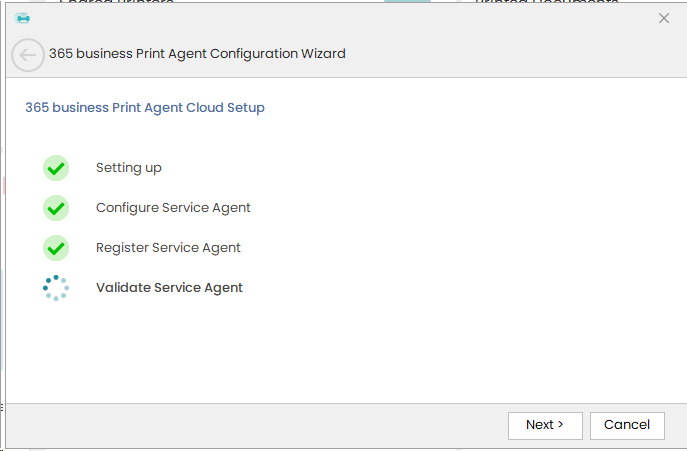 365 business Print Agent Configuration Wizard
365 business Print Agent Cloud Setup
Setting up
Configure Service Agent
Register Service Agent
Validate Service Agent
Next >
Cancel